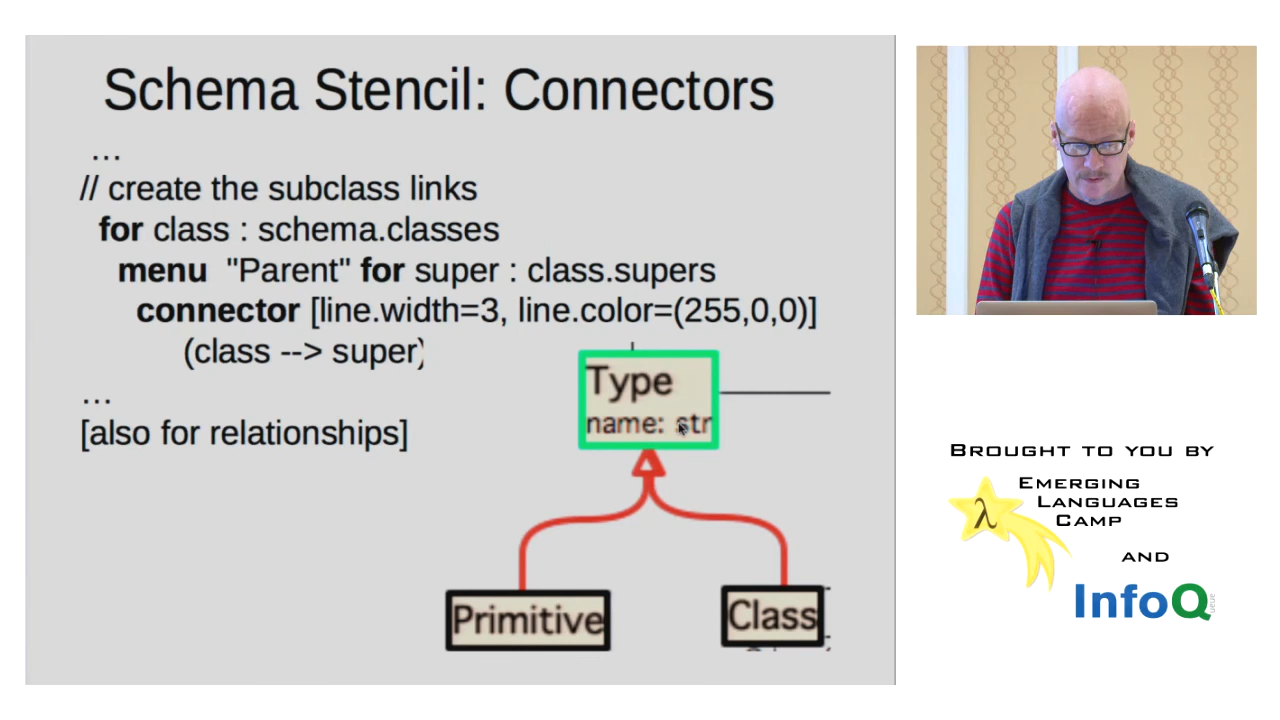 Schema Stencil: Connectors
...
// create the subclass links
for class : schema.classes
menu "Parent" for super : class.supers
connector [line.width=3, line.color=(255,0,0)]
(class --> super)
...
[also for relationships]
Type
name: str
Primitive
Class
BROUGHT TO YOU BY
EMERGING
LANGUAGES
CAMP
λ
AND
InfoQ